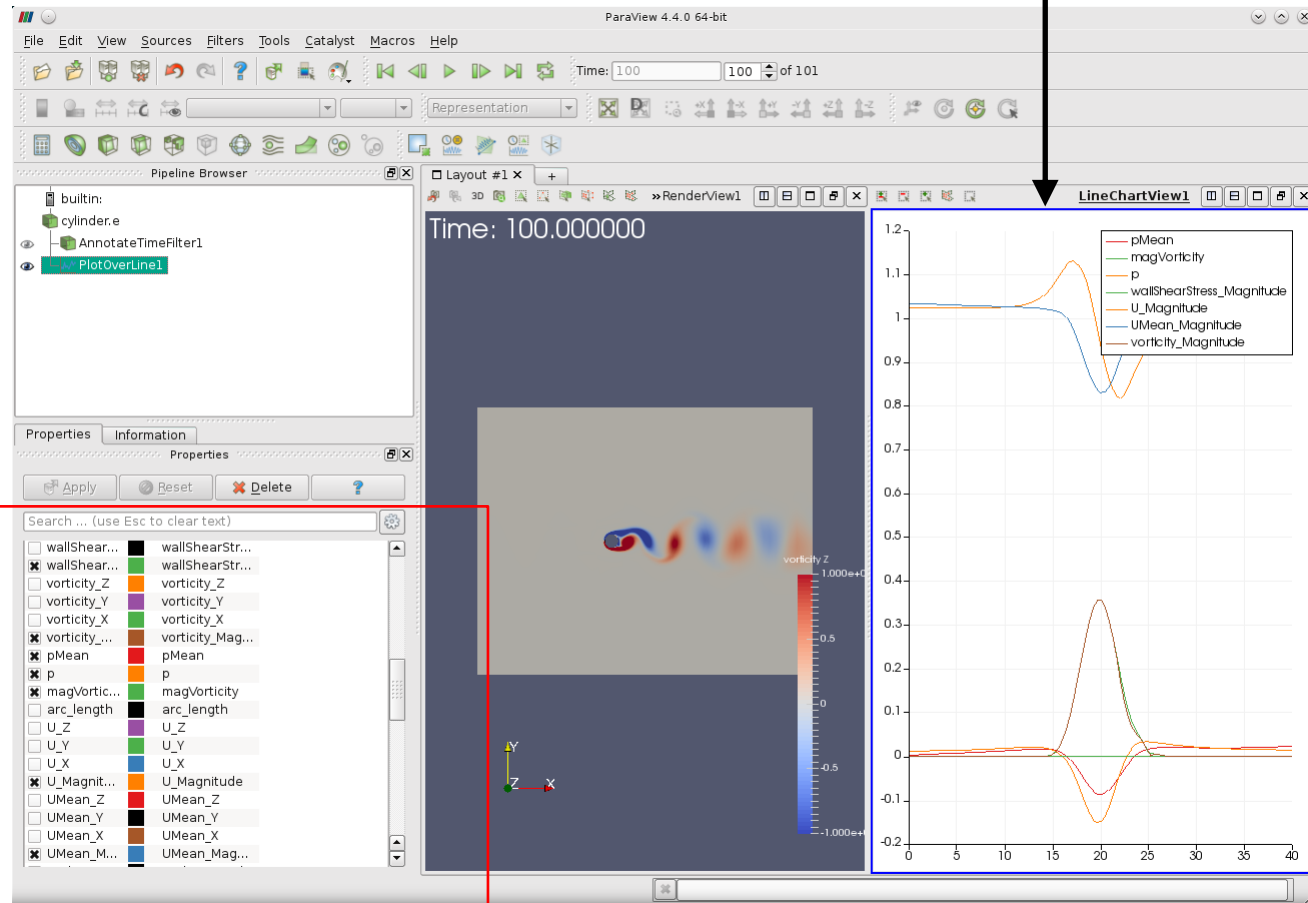 ParaView 4.4.0 64-bit
File Edit View Sources Filters Tools Catalyst Macros Help
Time: 100 100 of 101
Representation
Pipeline Browser
builtin:
cylinder.e
AnnotateTimeFilter1
PlotOverLine1
Properties Information
Properties
Apply Reset Delete ?
Search ... (use Esc to clear text)
wallShear... wallShearStr...
wallShear... wallShearStr...
vorticity_Z vorticity_Z
vorticity_Y vorticity_Y
vorticity_X vorticity_X
vorticity_... vorticity_Mag...
pMean pMean
p p
magVortic... magVorticity
arc_length arc_length
U_Z U_Z
U_Y U_Y
U_X U_X
U_Magnit... U_Magnitude
UMean_Z UMean_Z
UMean_Y UMean_Y
UMean_X UMean_X
UMean_M... UMean_Mag...
Layout #1 +
3D »RenderView1
Time: 100.000000
vorticity Z
1.000e+0
0.5
0
-0.5
-1.000e+
Y
Z X
LineChartView1
pMean
magVorticity
p
wallShearStress_Magnitude
U_Magnitude
UMean_Magnitude
vorticity_Magnitude
1.2
1.1
1
0.9
0.8
0.7
0.6
0.5
0.4
0.3
0.2
0.1
0
-0.1
-0.2
0 5 10 15 20 25 30 35 40